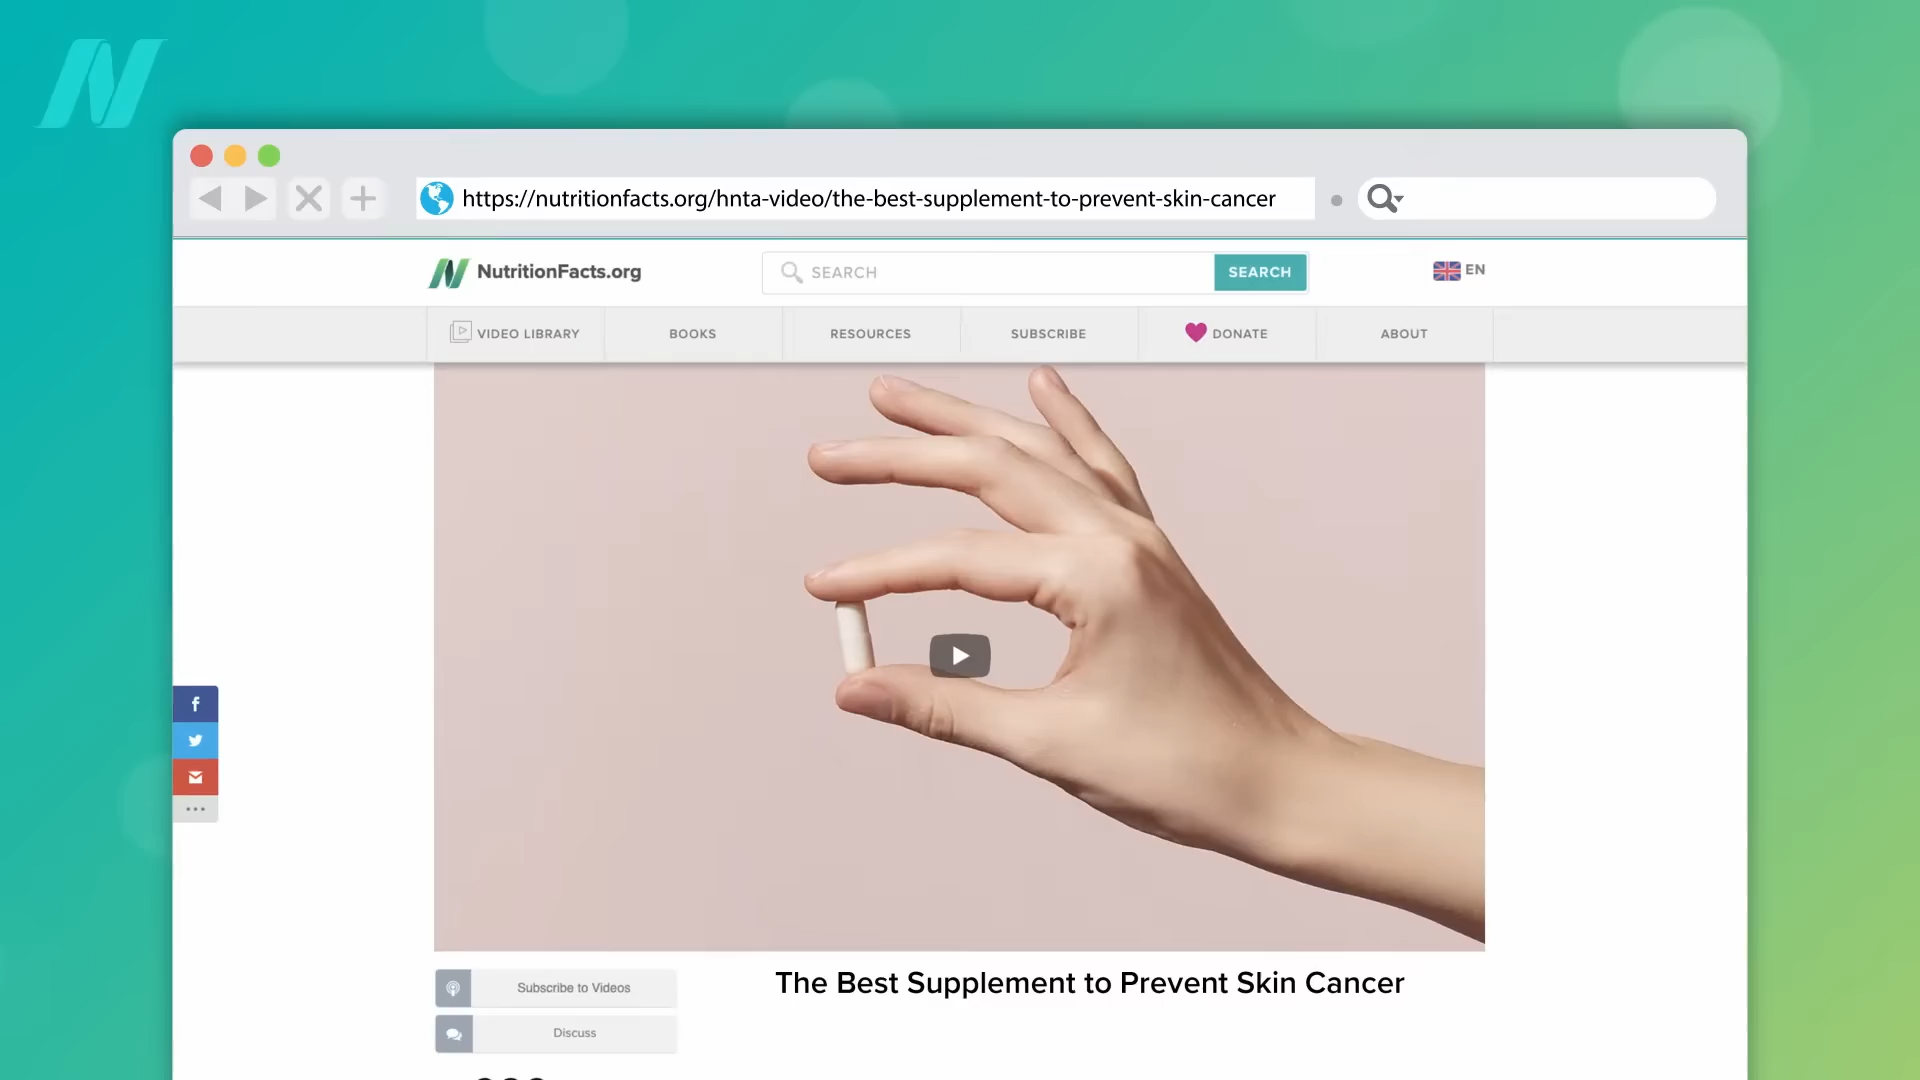 https://nutritionfacts.org/hnta-video/the-best-supplement-to-prevent-skin-cancer
NutritionFacts.org
SEARCH
SEARCH
EN
VIDEO LIBRARY
BOOKS
RESOURCES
SUBSCRIBE
DONATE
ABOUT
f
Subscribe to Videos
The Best Supplement to Prevent Skin Cancer
Discuss